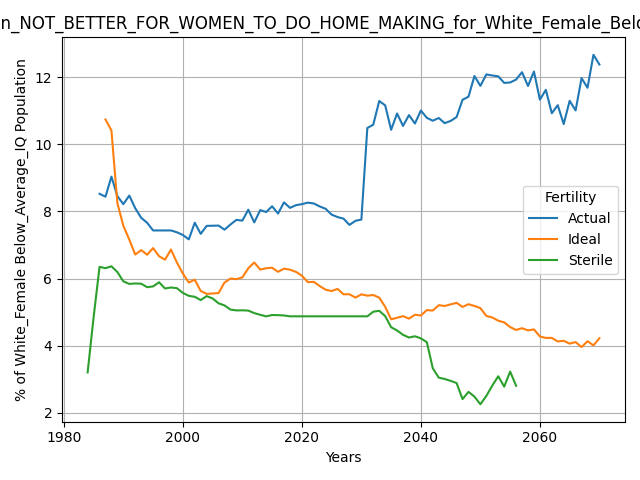 n_NOT_BETTER_FOR_WOMEN_TO_DO_HOME_MAKING_for_White_Female_Belo
% of White_Female Below_Average_IQ Population
12
10
8
6
4
2
Fertility
Actual
Ideal
Sterile
1980 2000 2020 2040 2060
Years